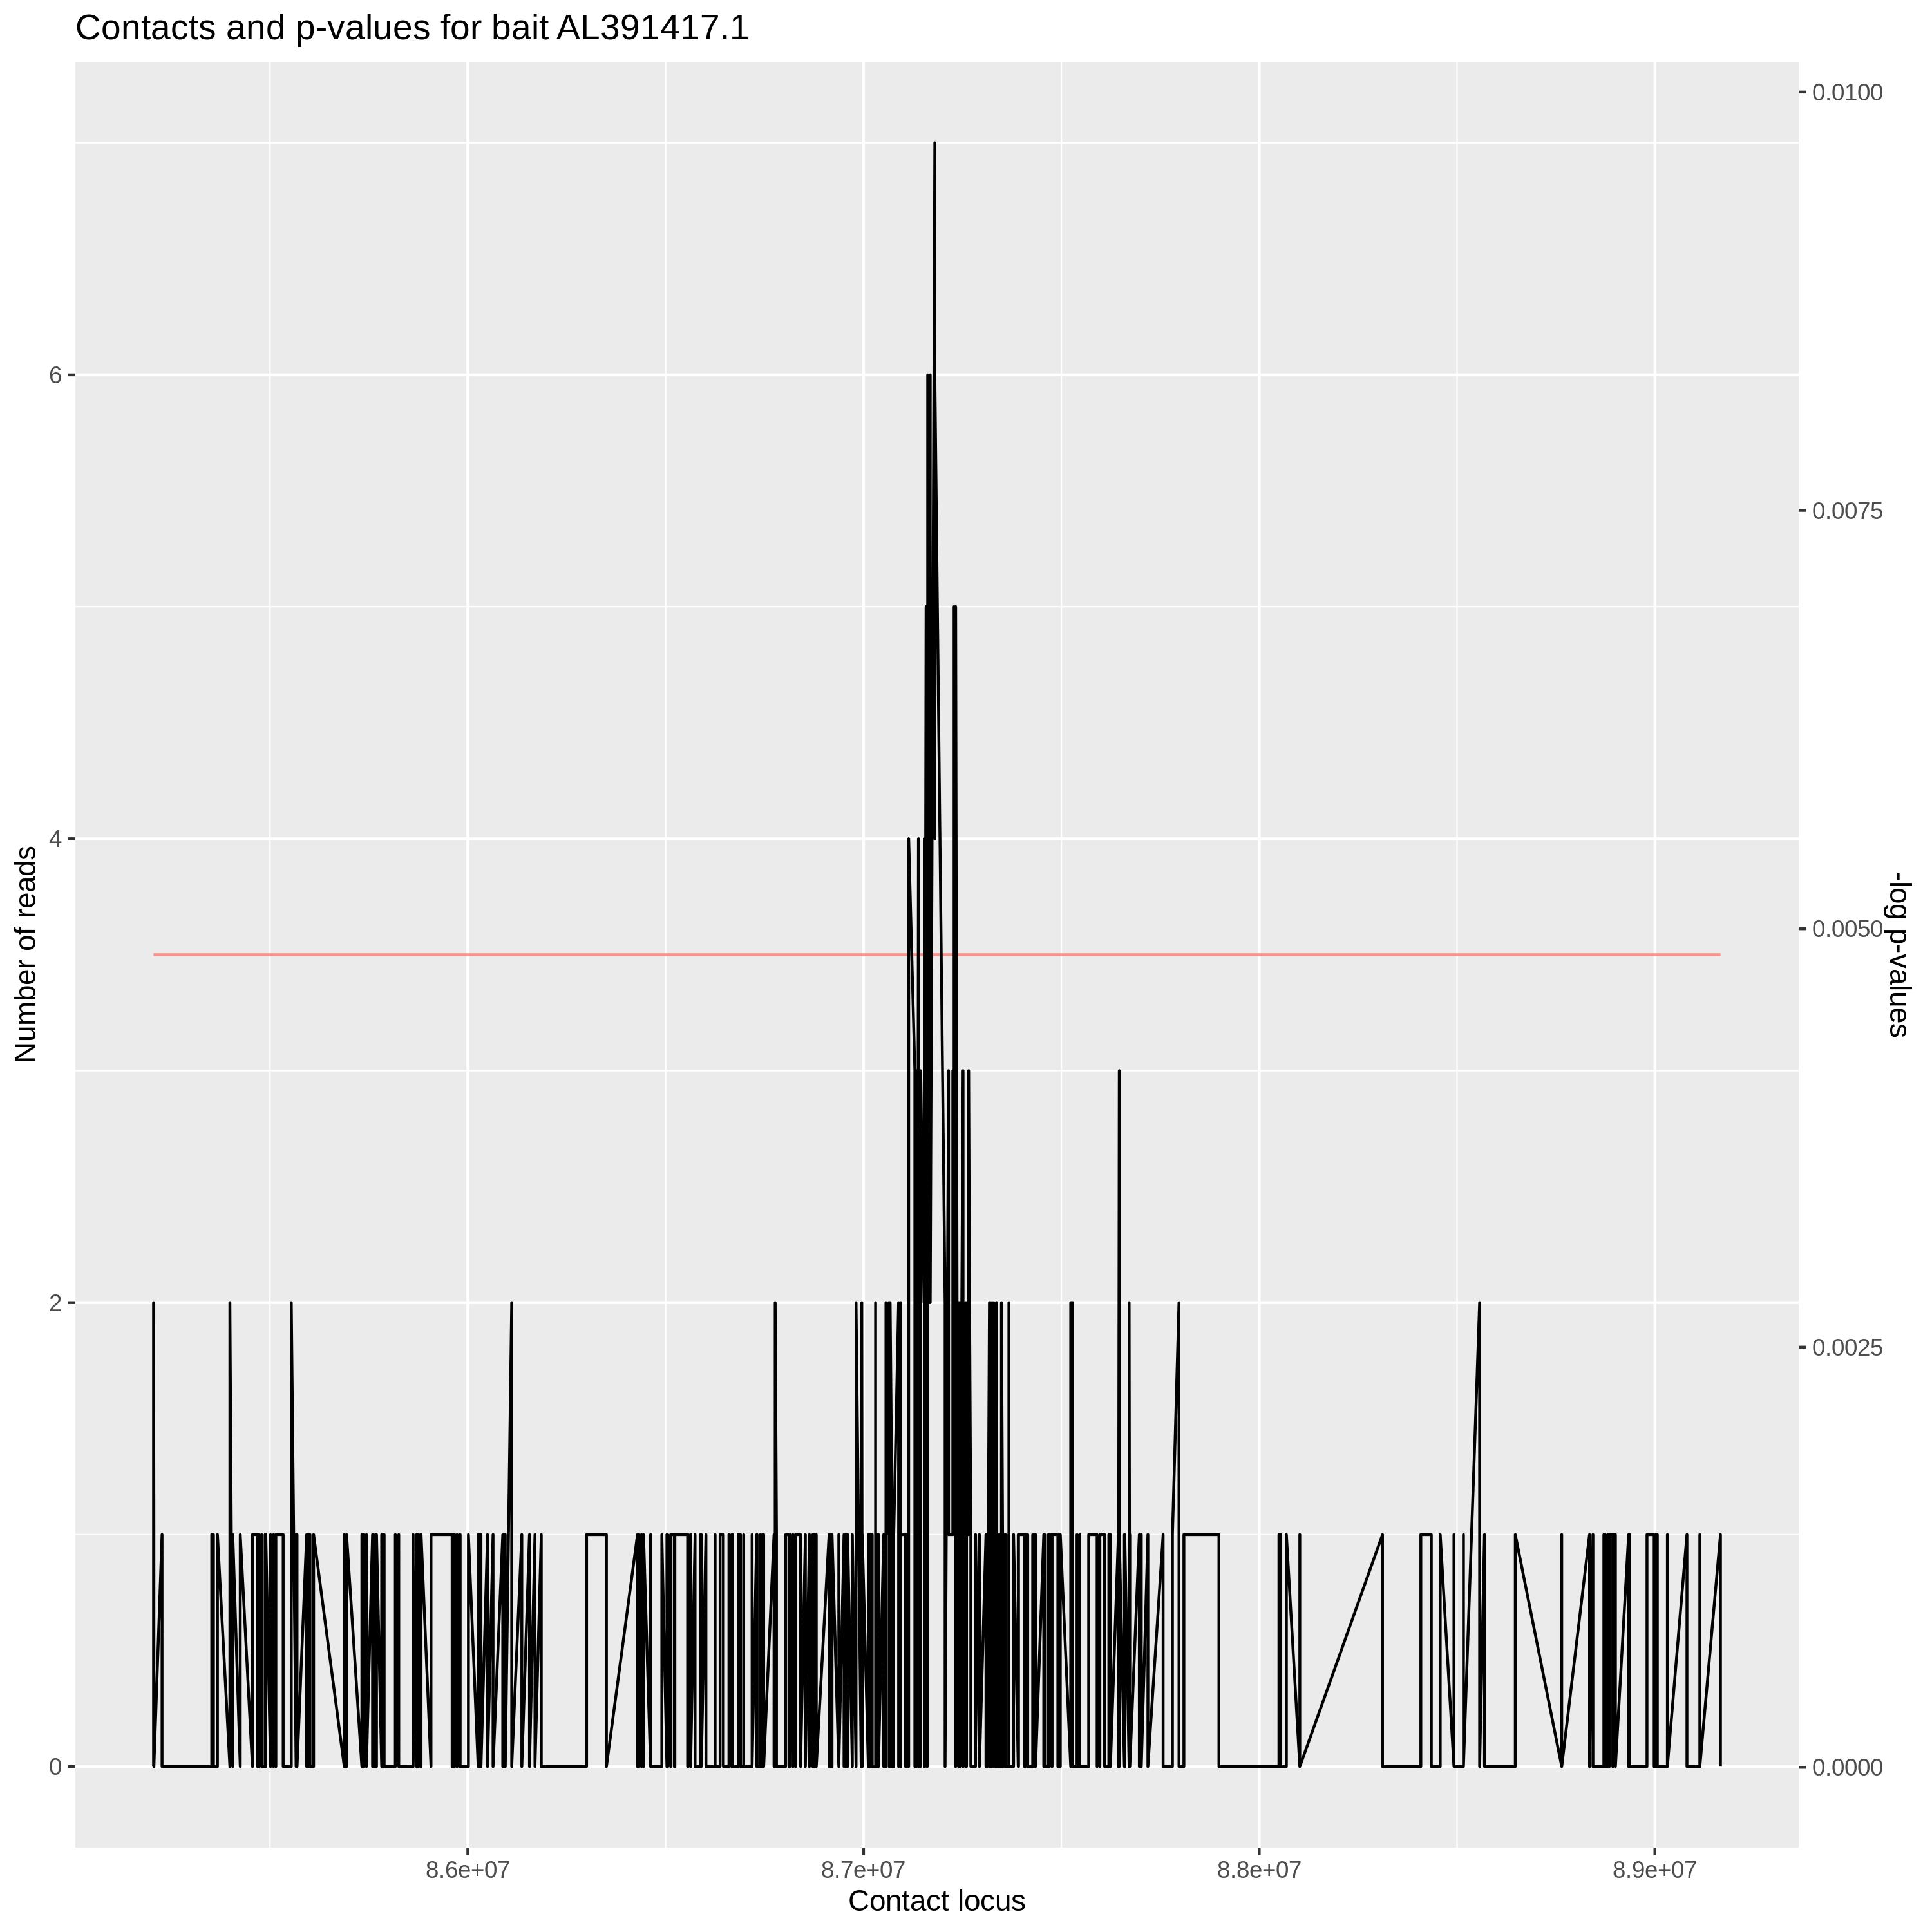 Contacts and p-values for bait AL391417.1
0.0100
0.0075
0.0050
0.0025
0.0000
6
4
2
0
Number of reads
-log p-values
8.6e+07
8.7e+07
8.8e+07
8.9e+07
Contact locus